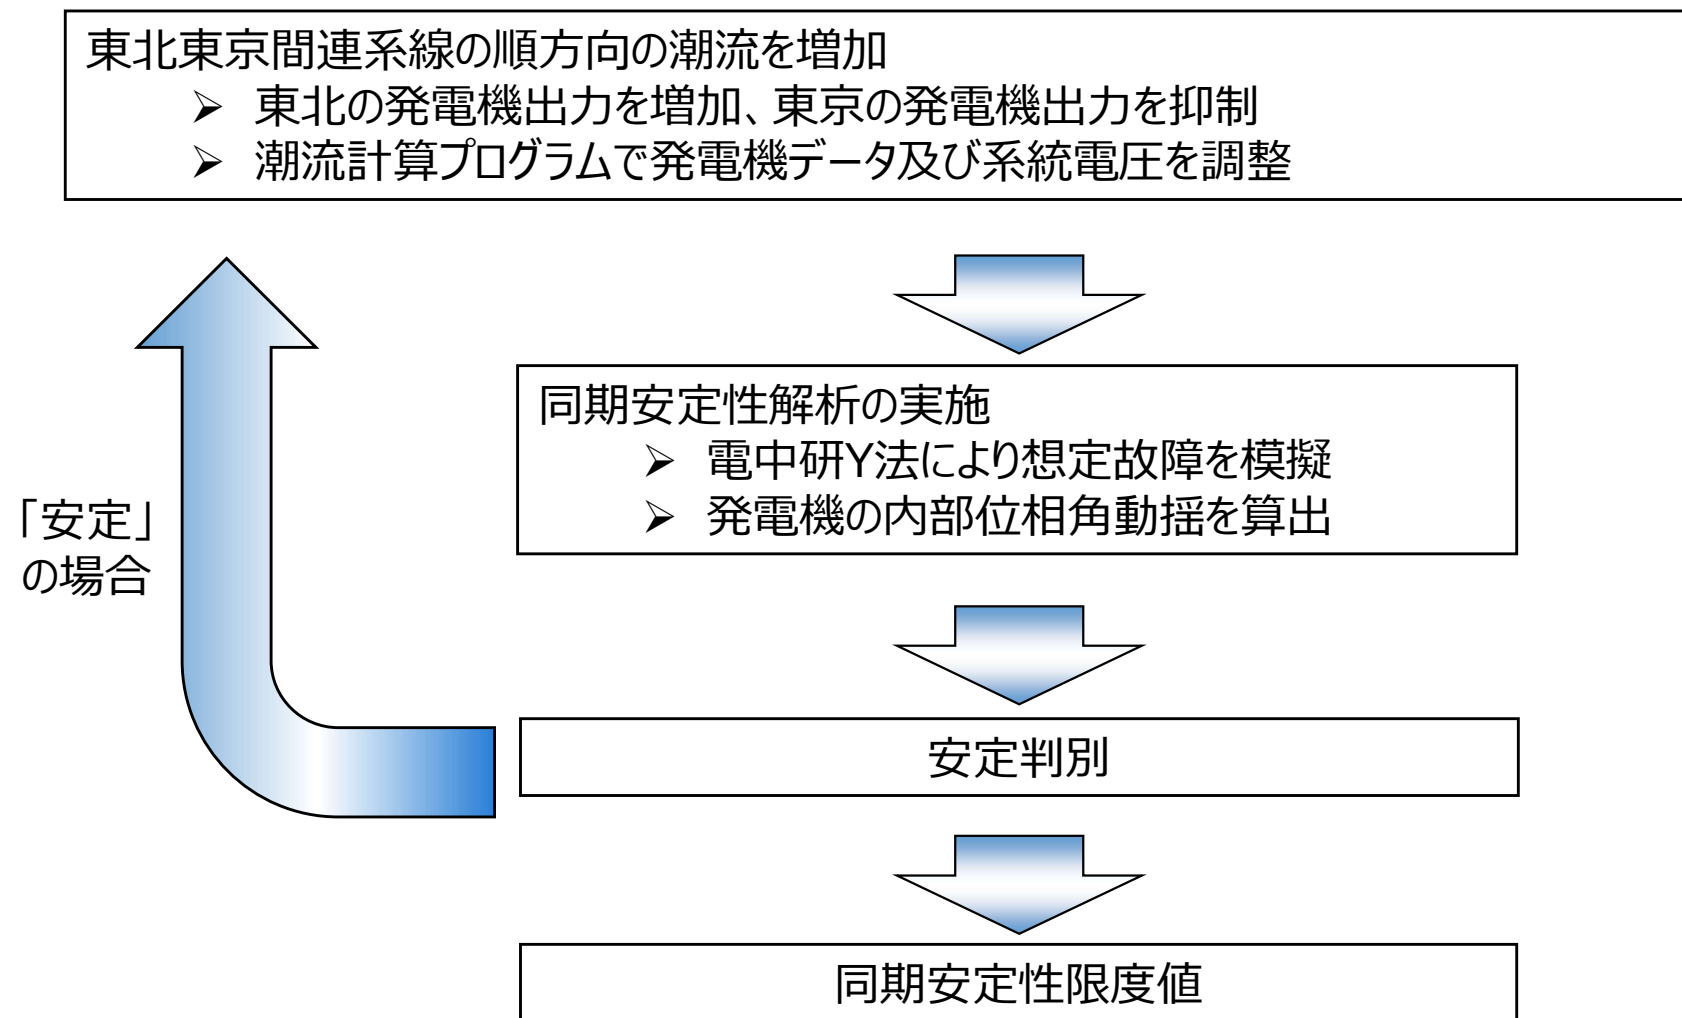 東北東京間連系線の順方向の潮流を増加
➢ 東北の発電機出力を増加、東京の発電機出力を抑制
➢ 潮流計算プログラムで発電機データ及び系統電圧を調整
同期安定性解析の実施
➢ 電中研Y法により想定故障を模擬
➢ 発電機の内部位相角動揺を算出
「安定」
の場合
安定判別
同期安定性限度値